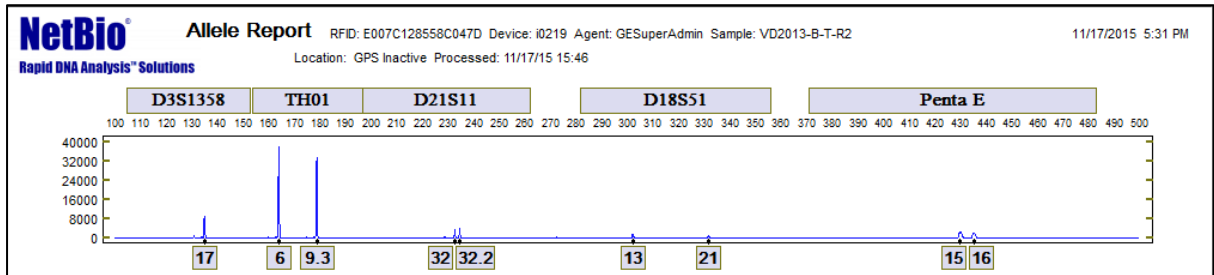 NetBio®
Rapid DNA Analysis™ Solutions
Allele Report RFID: E007C128558C047D Device: i0219 Agent: GESuperAdmin Sample: VD2013-B-T-R2 11/17/2015 5:31 PM
Location: GPS Inactive Processed: 11/17/15 15:46
D3S1358 TH01 D21S11 D18S51 Penta E
100 110 120 130 140 150 160 170 180 190 200 210 220 230 240 250 260 270 280 290 300 310 320 330 340 350 360 370 380 390 400 410 420 430 440 450 460 470 480 490 500
40000
32000
24000
16000
8000
0
17 6 9.3 32 32.2 13 21 15 16